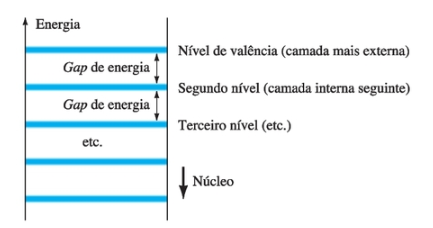 Energia
Nível de valência (camada mais externa)
Gap de energia
Segundo nível (camada interna seguinte)
Gap de energia
Terceiro nível (etc.)
etc.
Núcleo